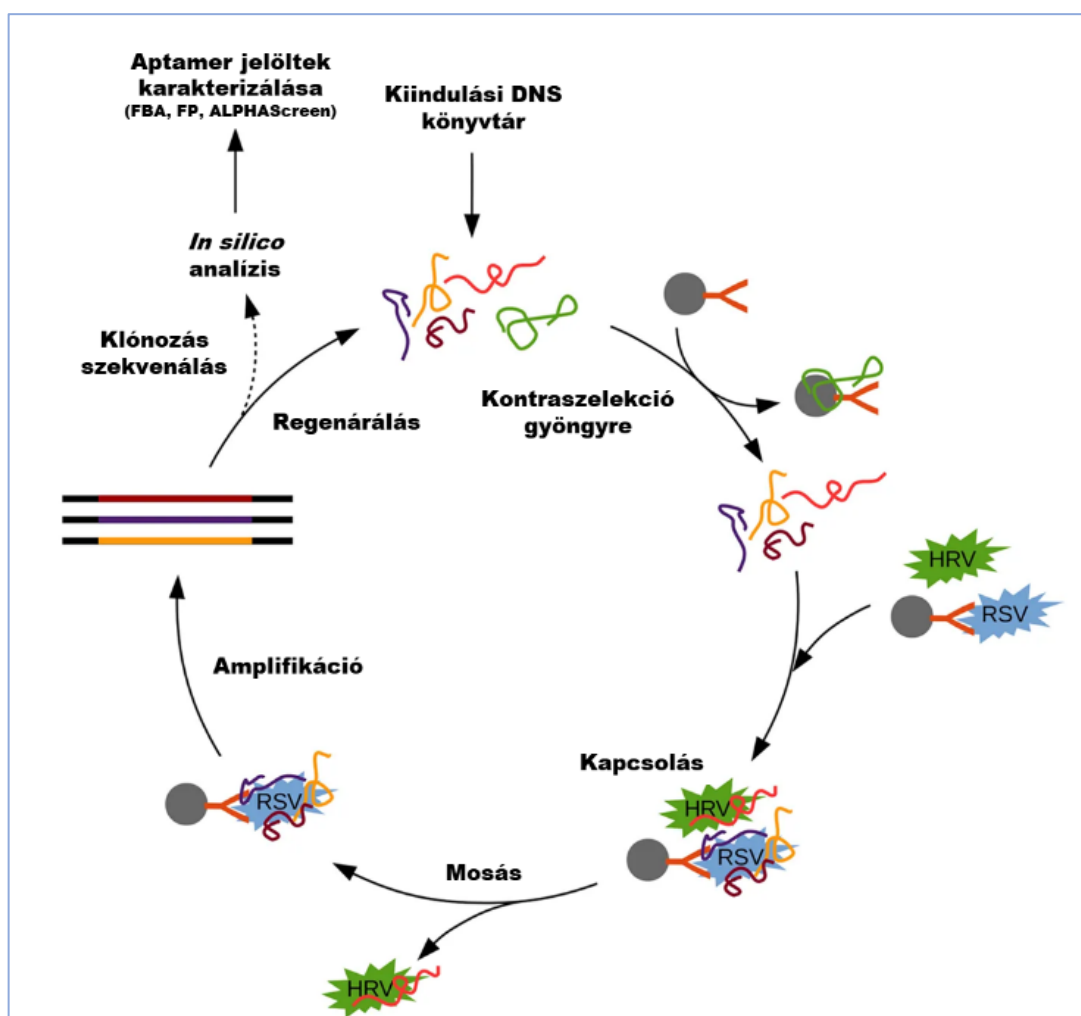 Aptamer jelöltek
karakterizálása
(FBA, FP, ALPHAScreen)
Kiindulási DNS
könyvtár
In silico
analízis
Klónozás
szekvenálás
Regenárálás
Kontraszelekció
gyöngyre
HRV
RSV
Amplifikáció
Kapcsolás
HRV
RSV
RSV
Mosás
HRV